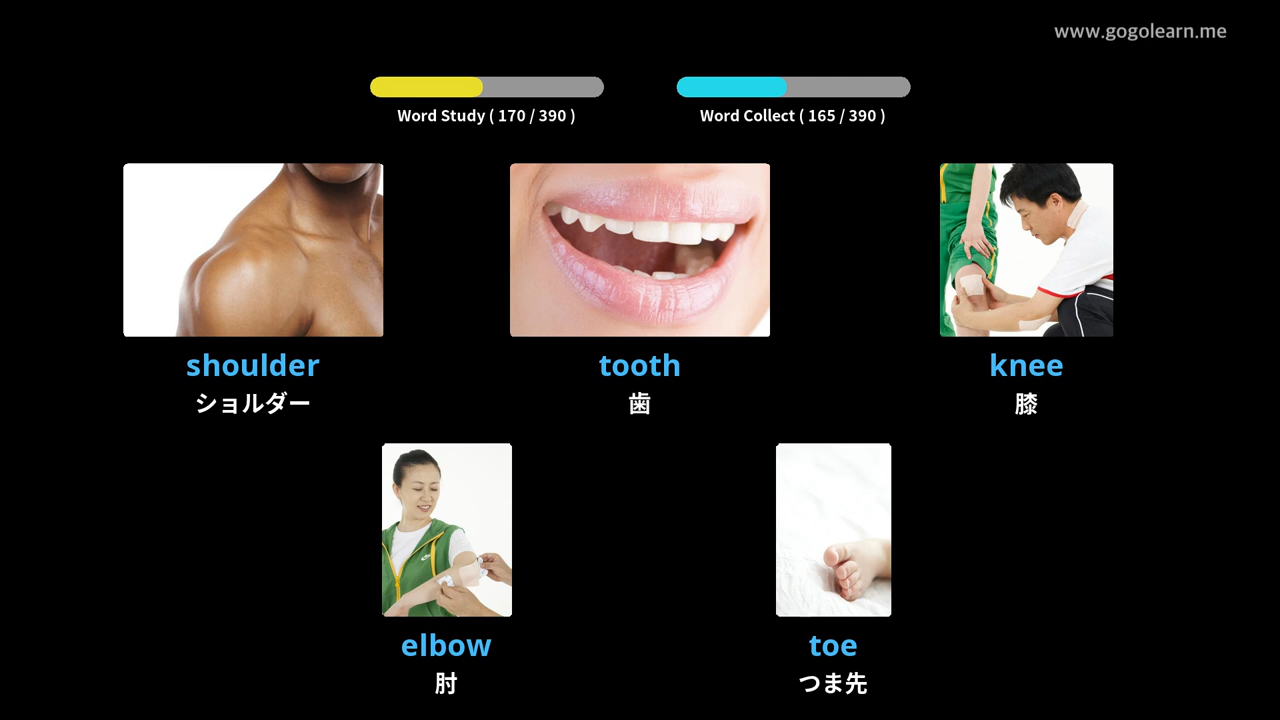 www.gogolearn.me
Word Study ( 170 / 390 )
Word Collect ( 165 / 390 )
shoulder
ショルダー
tooth
歯
knee
膝
elbow
肘
toe
つま先